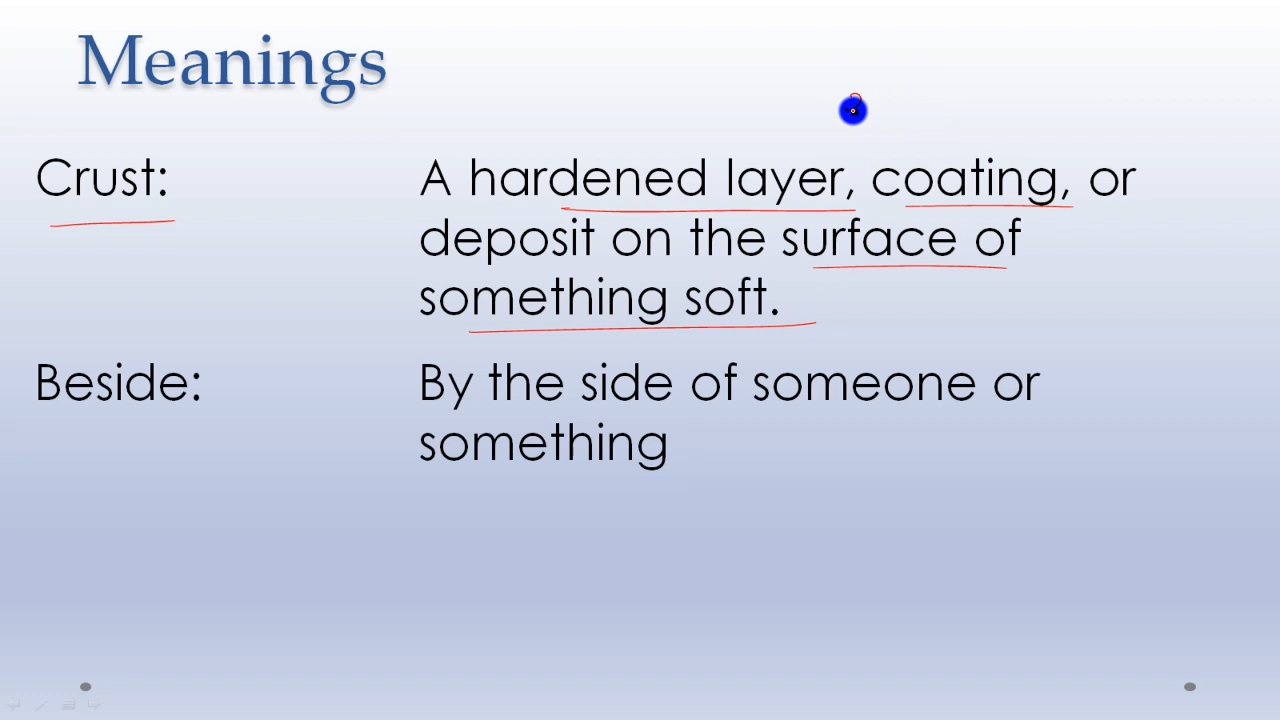 Meanings
Crust: A hardened layer, coating, or
deposit on the surface of
something soft.
Beside: By the side of someone or
something